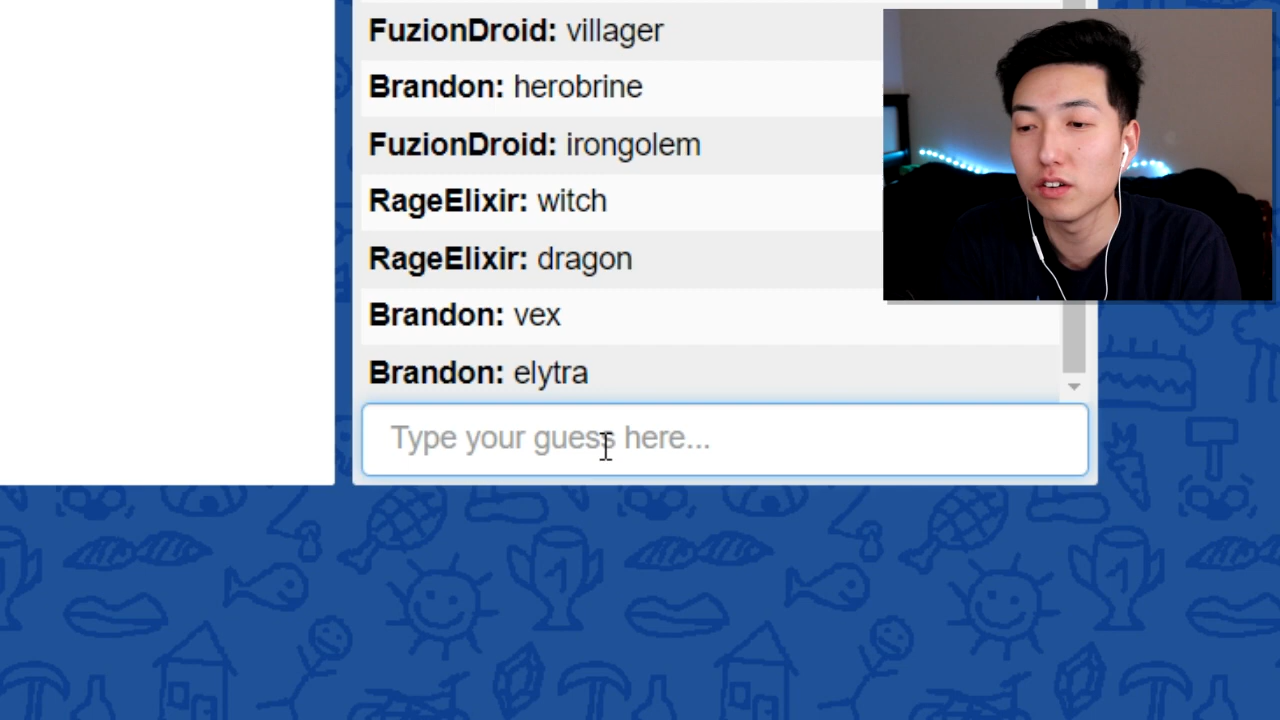 FuzionDroid: villager
Brandon: herobrine
FuzionDroid: irongolem
RageElixir: witch
RageElixir: dragon
Brandon: vex
Brandon: elytra
Type your guess here...